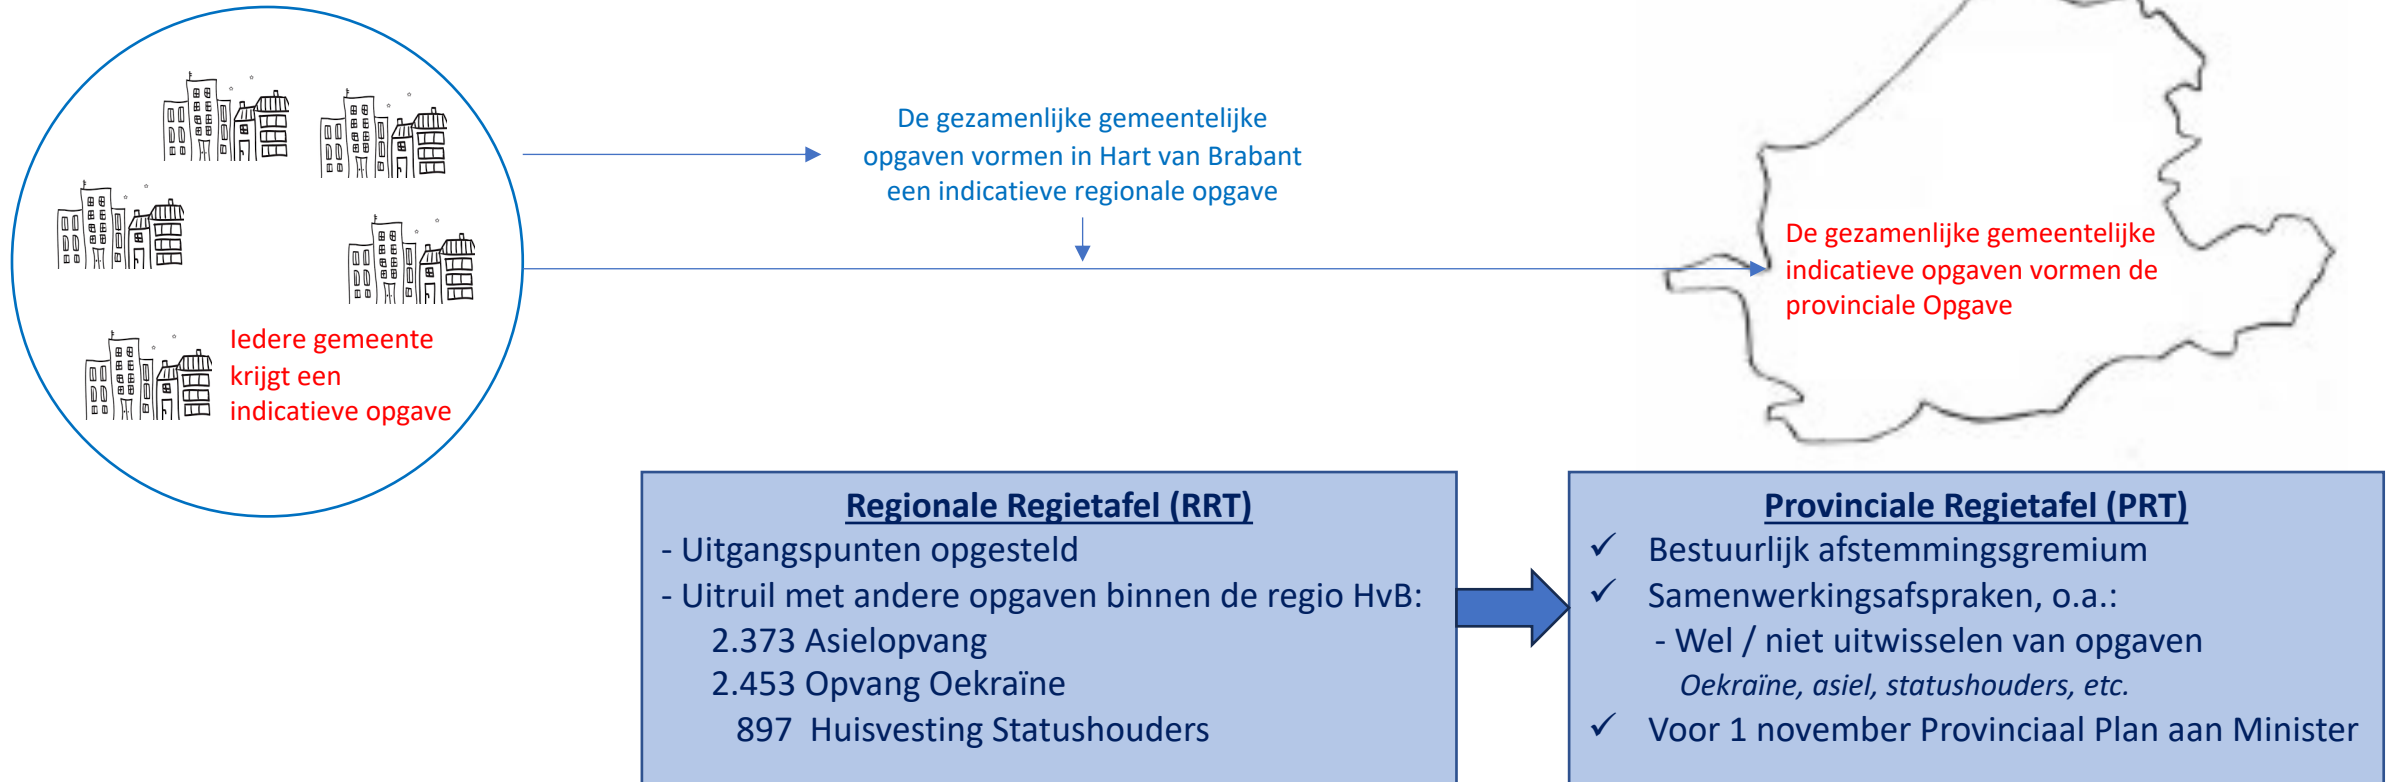 De gezamenlijke gemeentelijke
opgaven vormen in Hart van Brabant
een indicatieve regionale opgave
De gezamenlijke gemeentelijke
indicatieve opgaven vormen de
provinciale Opgave
Iedere gemeente
krijgt een
indicatieve opgave
Regionale Regietafel (RRT)
- Uitgangspunten opgesteld
- Uitruil met andere opgaven binnen de regio HvB:
2.373 Asielopvang
2.453 Opvang Oekraïne
897 Huisvesting Statushouders
Provinciale Regietafel (PRT)
✓ Bestuurlijk afstemmingsgremium
✓ Samenwerkingsafspraken, o.a.:
- Wel / niet uitwisselen van opgaven
Oekraïne, asiel, statushouders, etc.
✓ Voor 1 november Provinciaal Plan aan Minister